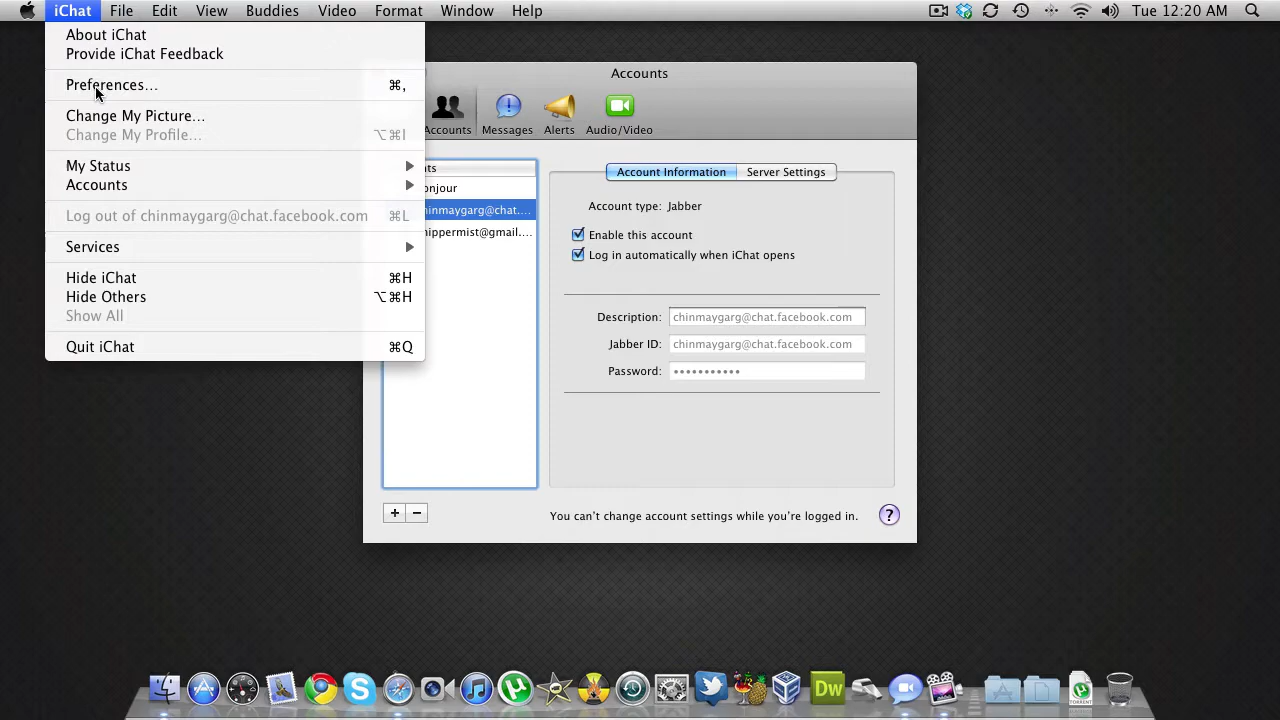 iChat File Edit View Buddies Video Format Window Help Tue 12:20 AM
About iChat
Provide iChat Feedback
Preferences... ⌘,
Change My Picture...
Change My Profile... ⌥⌘I
My Status
Accounts
Log out of chinmaygarg@chat.facebook.com ⌘L
Services
Hide iChat ⌘H
Hide Others ⌥⌘H
Show All
Quit iChat ⌘Q
Accounts
Accounts Messages Alerts Audio/Video
nts
onjour
hinmaygarg@chat....
hippermist@gmail....
+ −
Account Information Server Settings
Account type: Jabber
Enable this account
Log in automatically when iChat opens
Description: chinmaygarg@chat.facebook.com
Jabber ID: chinmaygarg@chat.facebook.com
Password: •••••••••••
You can't change account settings while you're logged in. ?
Dw
TORRENT